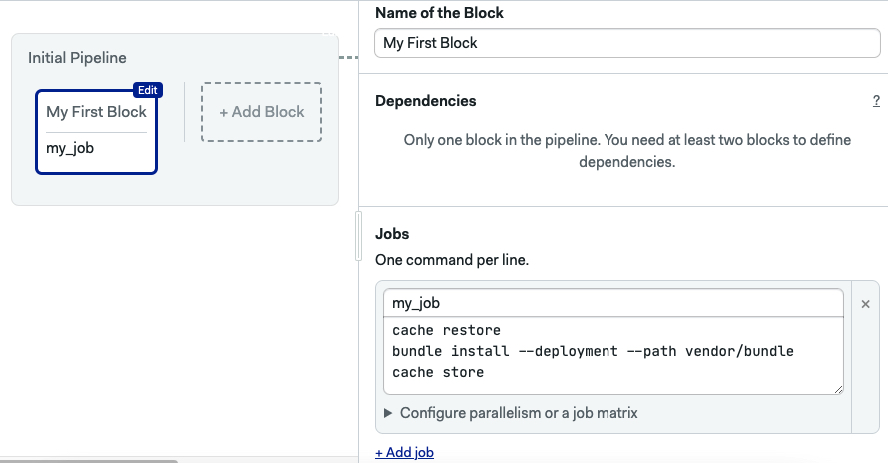 Initial Pipeline
Edit
My First Block
my_job
+ Add Block
Name of the Block
My First Block
Dependencies
?
Only one block in the pipeline. You need at least two blocks to define
dependencies.
Jobs
One command per line.
my_job
×
cache restore
bundle install --deployment --path vendor/bundle
cache store
▶ Configure parallelism or a job matrix
+ Add job